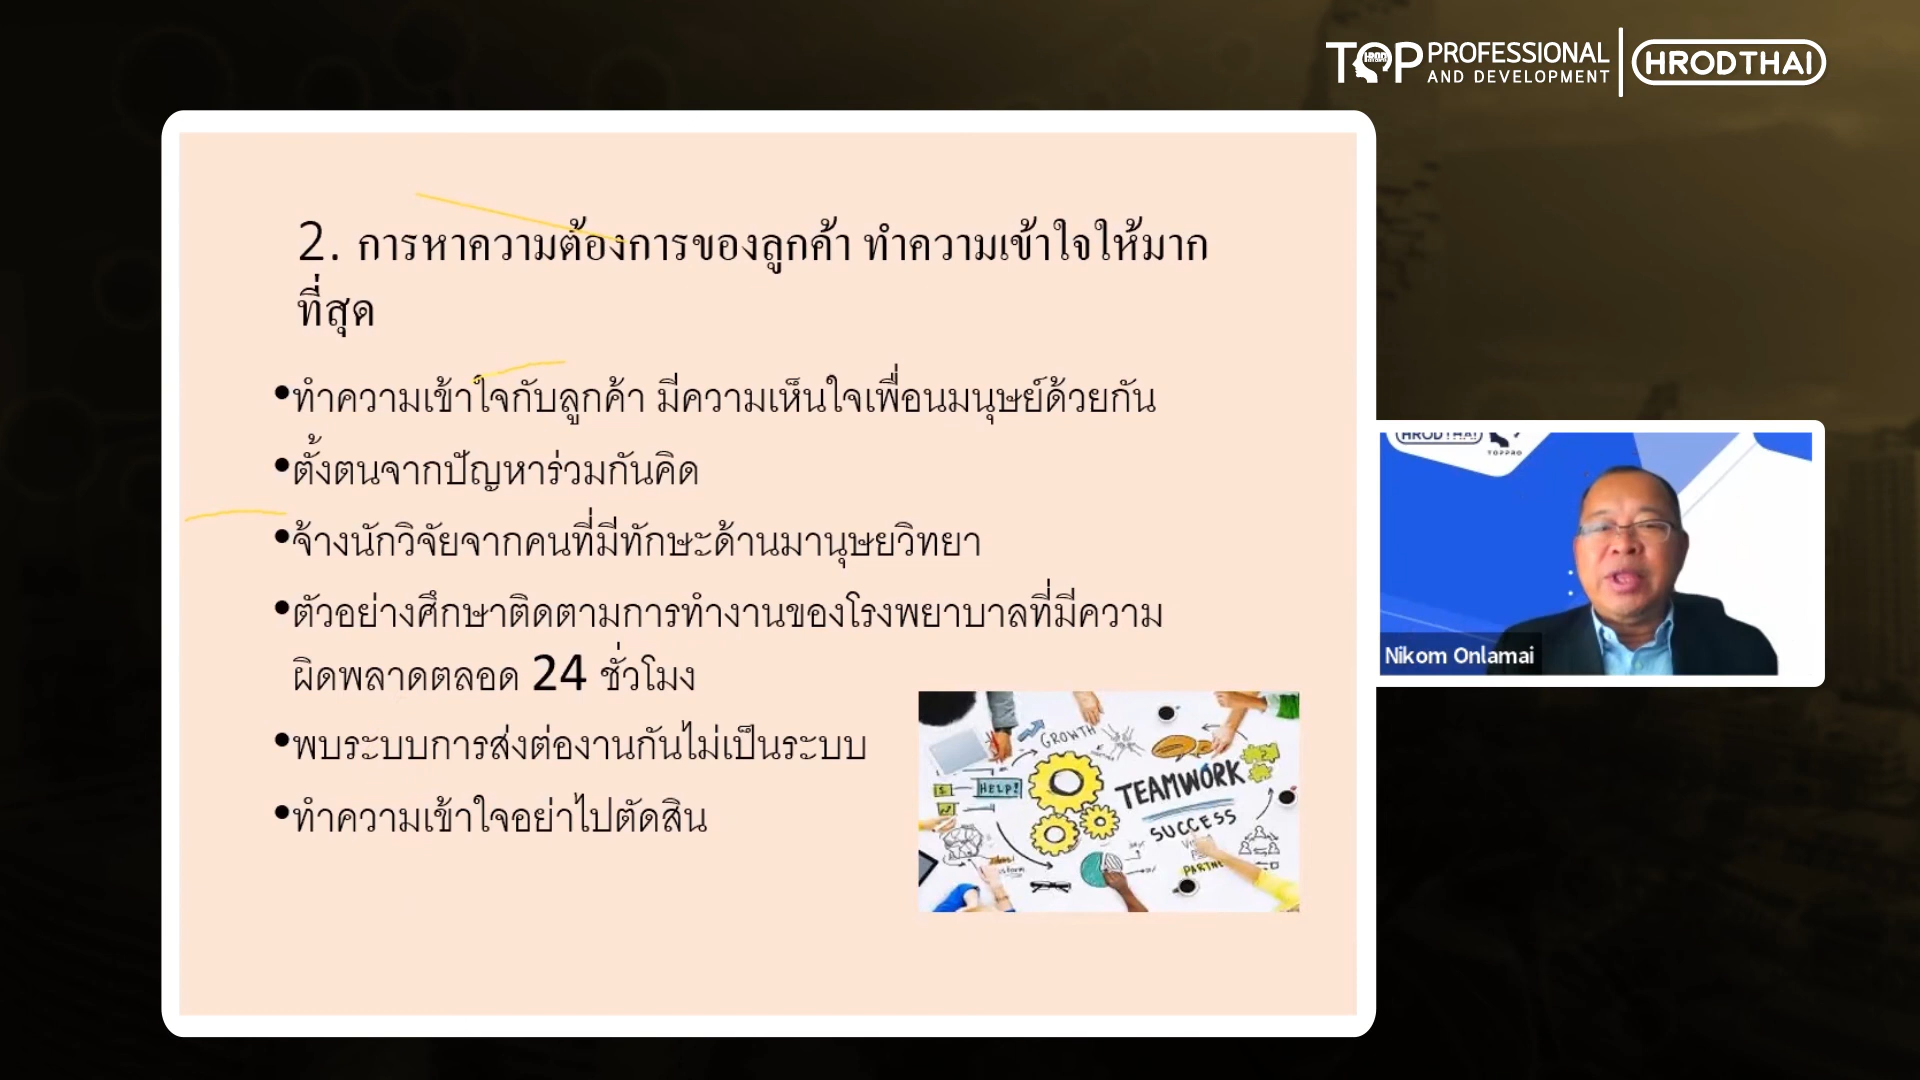 TOP PROFESSIONAL
AND DEVELOPMENT
HRODTHAI
2. การหาความต้องการของลูกค้า ทำความเข้าใจให้มาก
ที่สุด
•ทำความเข้าใจกับลูกค้า มีความเห็นใจเพื่อนมนุษย์ด้วยกัน
•ตั้งตนจากปัญหาร่วมกันคิด
•จ้างนักวิจัยจากคนที่มีทักษะด้านมานุษยวิทยา
•ตัวอย่างศึกษาติดตามการทำงานของโรงพยาบาลที่มีความ
ผิดพลาดตลอด 24 ชั่วโมง
•พบระบบการส่งต่องานกันไม่เป็นระบบ
•ทำความเข้าใจอย่าไปตัดสิน
GROWTH
HELP!
TEAMWORK
SUCCESS
HRODTHAI
TOPPRO
Nikom Onlamai